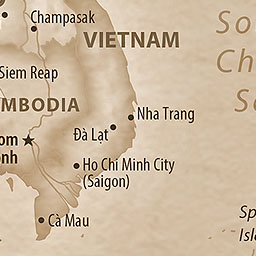 Champasak
VIETNAM
So
Ch
Siem Reap
MBODIA
Se
Nha Trang
Đà Lạt
om
nh
Ho Chi Minh City
(Saigon)
Cà Mau
Sp
Isl